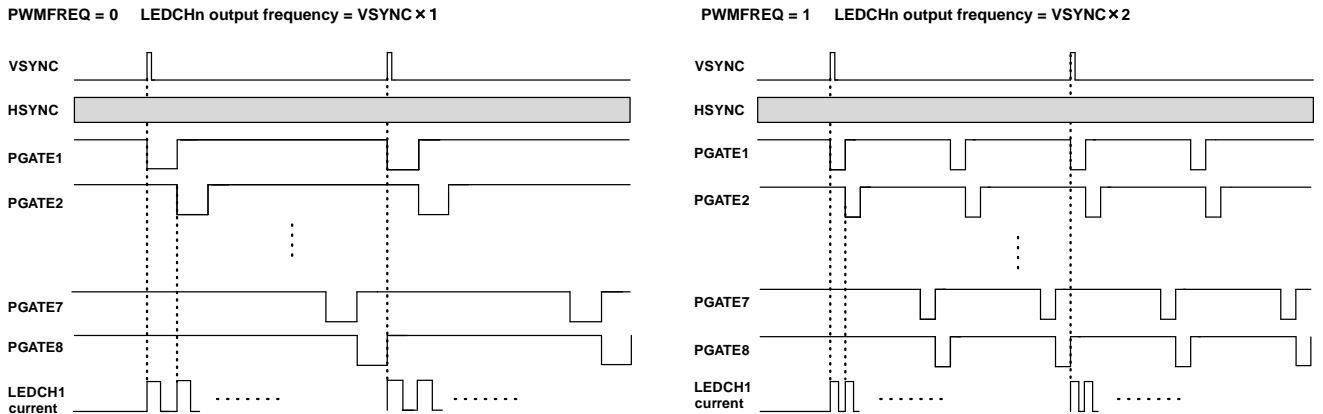 PWMFREQ = 0 LEDCHn output frequency = VSYNC×1
VSYNC
HSYNC
PGATE1
PGATE2
PGATE7
PGATE8
LEDCH1
current
PWMFREQ = 1 LEDCHn output frequency = VSYNC×2
VSYNC
HSYNC
PGATE1
PGATE2
PGATE7
PGATE8
LEDCH1
current